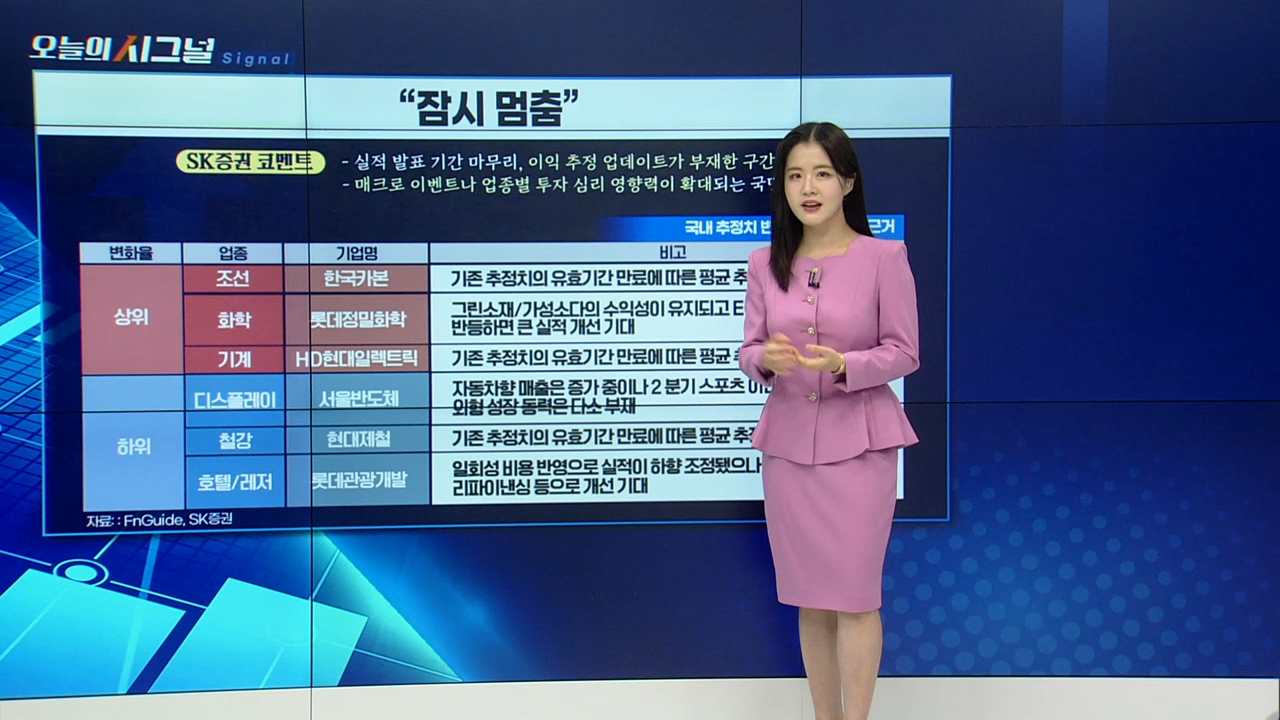 오늘의 시그널 Signal
“잠시 멈춤”
SK증권 코멘트
- 실적 발표 기간 마무리, 이익 추정 업데이트가 부재한 구간
- 매크로 이벤트나 업종별 투자 심리 영향력이 확대되는
국내 추정치 근거
변화율 업종 기업명 비고
상위
조선 한국카본 기존 추정치의 유효기간 만료에 따른 평균
화학 롯데정밀화학 그린소재/가성소다의 수익성이 유지되고
반등하면 큰 실적 개선 기대
기계 HD현대일렉트릭 기존 추정치의 유효기간 만료에 따른 평균
하위
디스플레이 서울반도체 자동차향 매출은 증가 중이나 2 분기 스포츠
외형 성장 동력은 다소 부재
철강 현대제철 기존 추정치의 유효기간 만료에 따른 평균
호텔/레저 롯데관광개발 일회성 비용 반영으로 실적이 하향 조정됐으나
리파이낸싱 등으로 개선 기대
자료: : FnGuide, SK증권